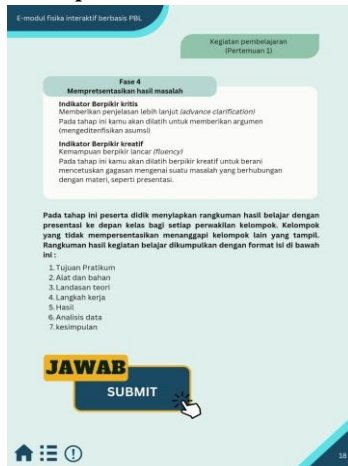 E-modul fisika interaktif berbasis PBL
Kegiatan pembelajaran
(Pertemuan 1)
Fase 4
Mempretsentasikan hasil masalah
Indikator Berpikir kritis
Memberikan penjelasan lebih lanjut (advance clarification)
Pada tahap ini kamu akan dilatih untuk memberikan argumen
(mengeditenfisikan asumsi)
Indikator Berpikir kreatif
Kemampuan berpikir lancar (fluency)
Pada tahap ini kamu akan dilatih berpikir kreatif untuk berani
mencetuskan gagasan mengenai suatu masalah yang berhubungan
dengan materi, seperti presentasi.
Pada tahap ini peserta didik menyiapkan rangkuman hasil belajar dengan
presentasi ke depan kelas bagi setiap perwakilan kelompok. Kelompok
yang tidak mempersentasikan menanggapi kelompok lain yang tampil.
Rangkuman hasil kegiatan belajar dikumpulkan dengan format isi di bawah
ini :
1. Tujuan Pratikum
2. Alat dan bahan
3. Landasan teori
4. Langkah kerja
5. Hasil
6. Analisis data
7. kesimpulan
JAWAB
SUBMIT
18